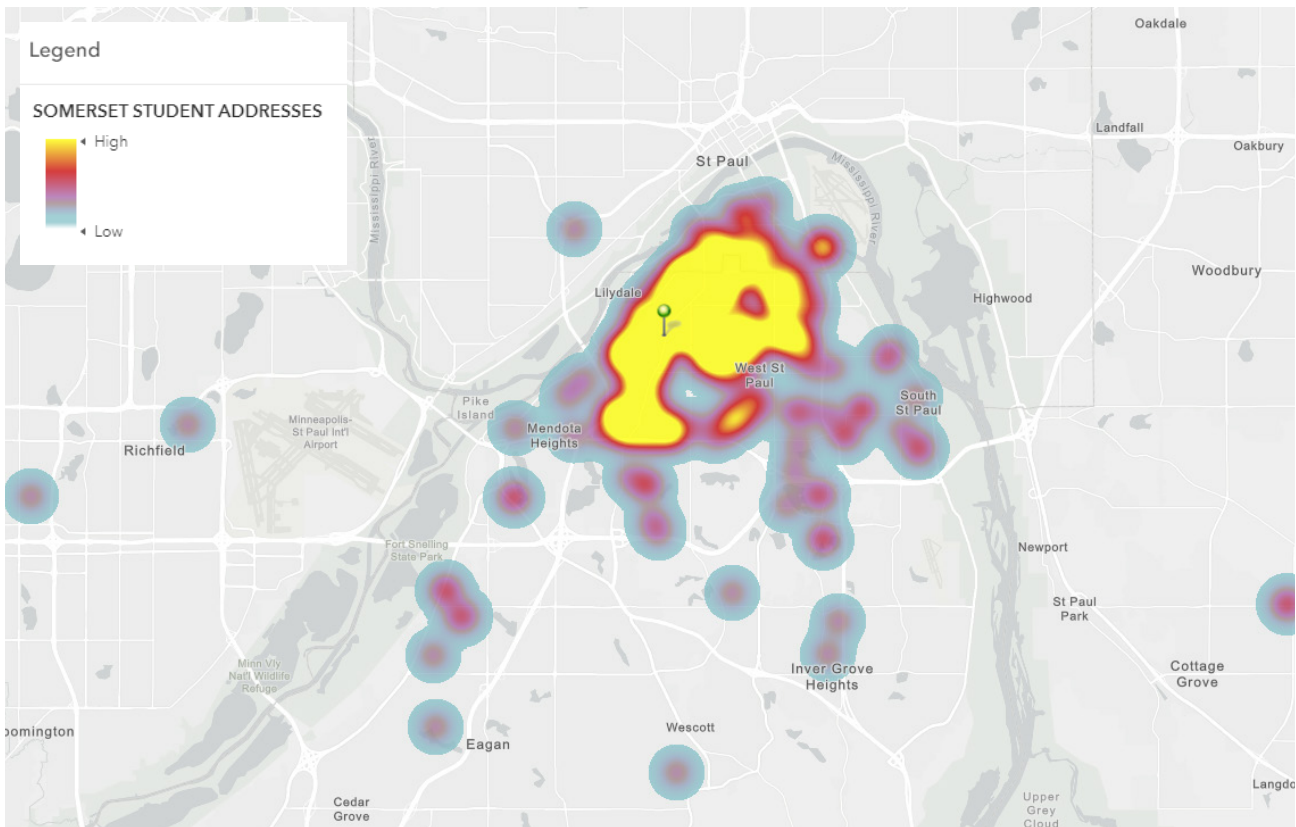 Legend
SOMERSET STUDENT ADDRESSES
High
Low
Oakdale
Landfall
Oakbury
St Paul
Mississippi River
Mississippi River
Woodbury
Highwood
Lilydale
West St
Paul
South
St Paul
Pike
Island
Mendota
Heights
Minneapolis-
St Paul Int'l
Airport
Richfield
Fort Snelling
State Park
Newport
St Paul
Park
Minn Vly
Nat'l Wildlife
Refuge
Inver Grove
Heights
Cottage
Grove
oomington
Eagan
Wescott
Langdo
Cedar
Grove
Upper
Grey
Cloud